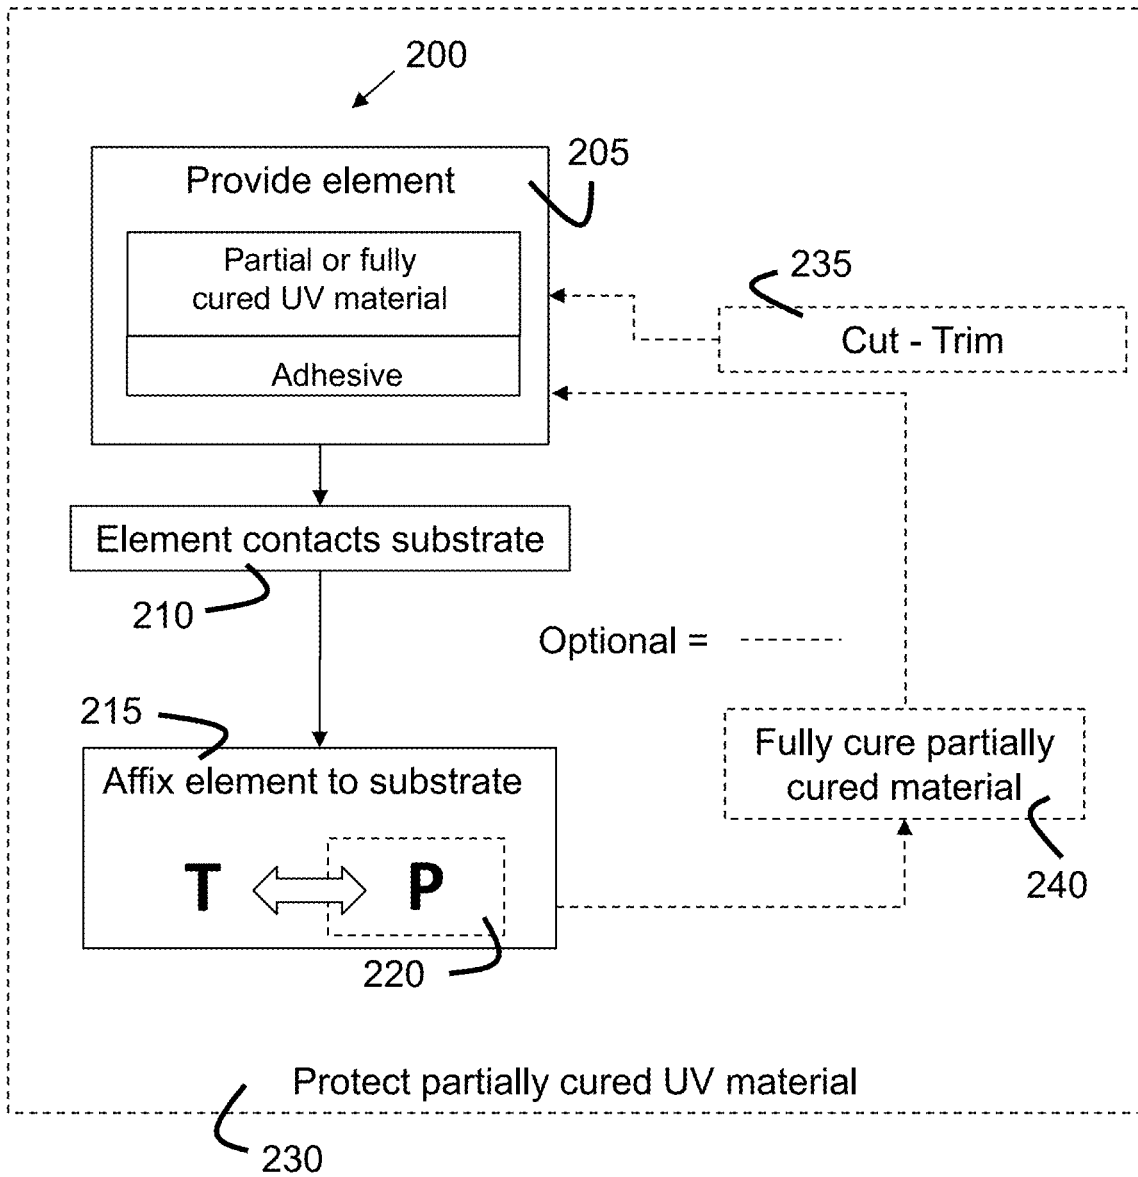 200
205
Provide element
Partial or fully
cured UV material
Adhesive
235
Cut - Trim
Element contacts substrate
210
Optional =
215
Affix element to substrate
T
P
220
Fully cure partially
cured material
240
Protect partially cured UV material
230